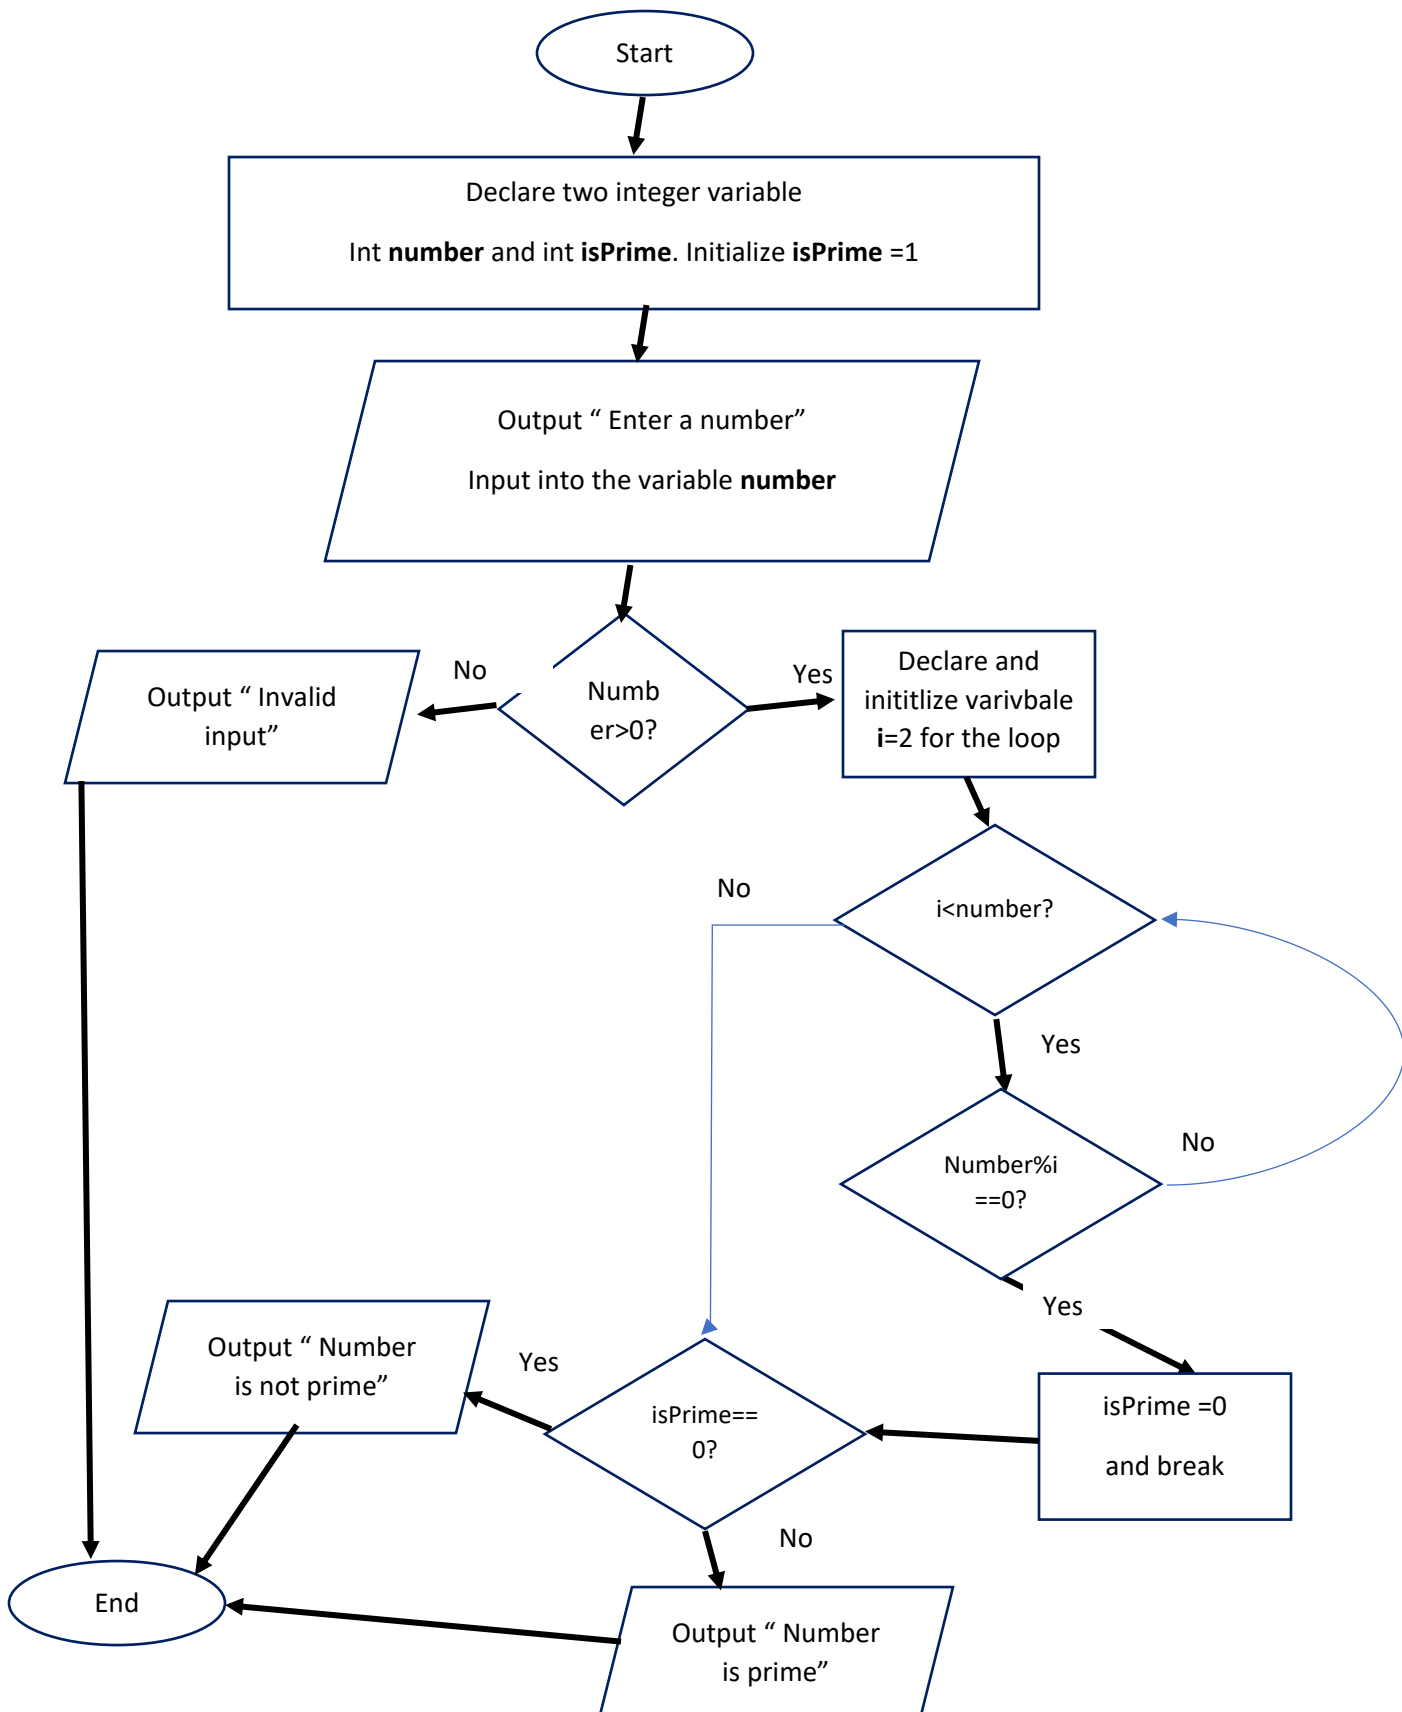 Start
Declare two integer variable
Int number and int isPrime. Initialize isPrime =1
Output “ Enter a number”
Input into the variable number
Numb
er>0?
No
Yes
Output “ Invalid
input”
Declare and
inititlize varivbale
i=2 for the loop
i<number?
No
Yes
Number%i
==0?
No
Yes
isPrime =0
and break
isPrime==
0?
Yes
No
Output “ Number
is not prime”
Output “ Number
is prime”
End